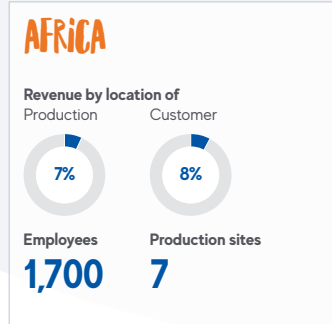 AFRiCA
Revenue by location of
Production Customer
7% 8%
Employees Production sites
1,700 7